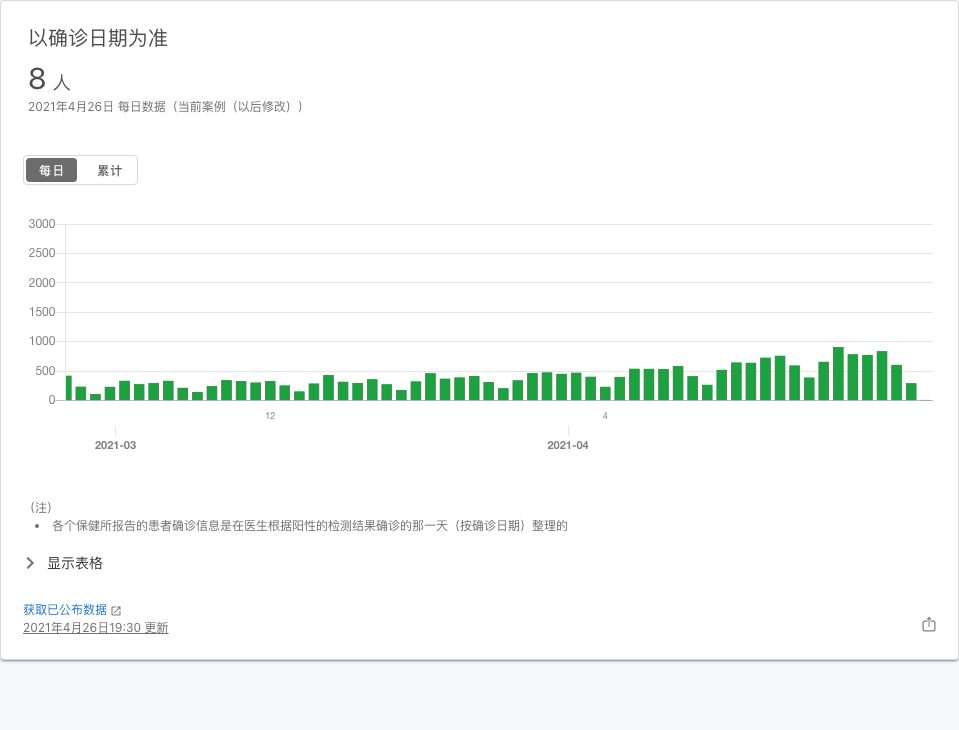 以确诊日期为准
8 人
2021年4月26日 每日数据（当前案例（以后修改））
每日 累计
3000
2500
2000
1500
1000
500
0
12 4
2021-03 2021-04
（注）
• 各个保健所报告的患者确诊信息是在医生根据阳性的检测结果确诊的那一天（按确诊日期）整理的
显示表格
获取已公布数据
2021年4月26日19:30 更新